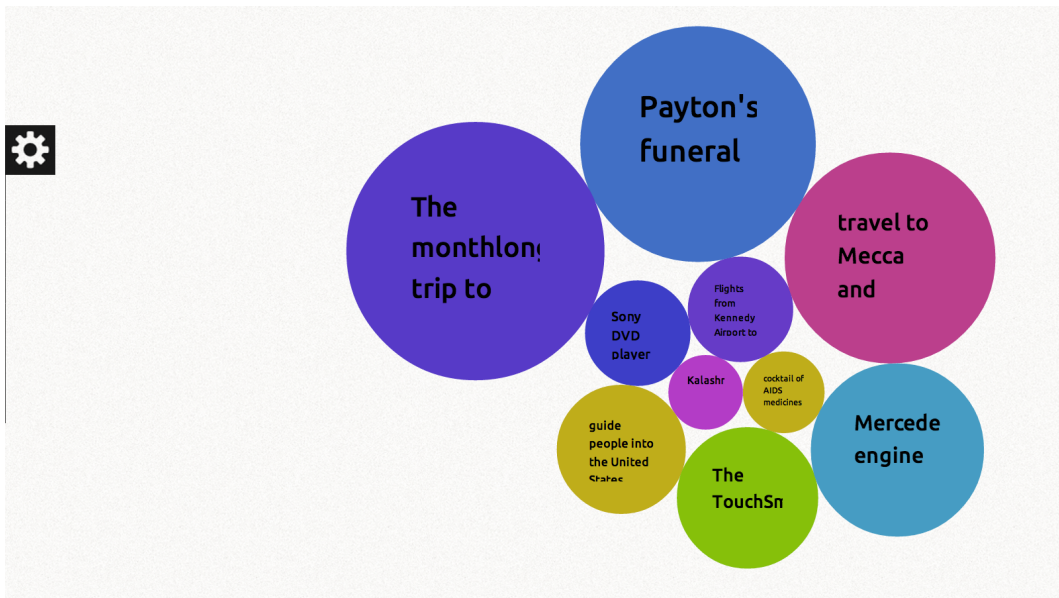 Payton's
funeral
The
monthlong
trip to
travel to
Mecca
and
Flights
from
Kennedy
Airport to
Sony
DVD
player
Kalashr
cocktail of
AIDS
medicines
guide
people into
the United
States
Mercede
engine
The
TouchSm